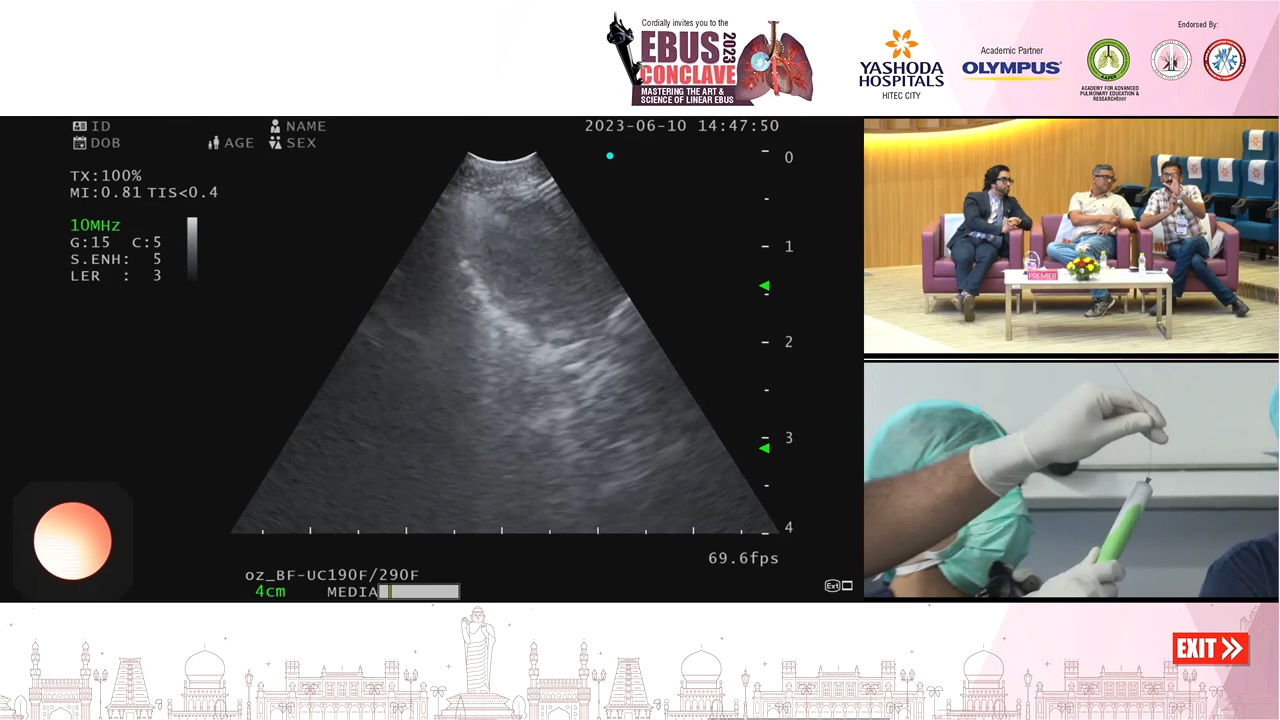 Cordially invites you to the
EBUS
2023
CONCLAVE
MASTERING THE ART &
SCIENCE OF LINEAR EBUS
YASHODA
HOSPITALS
HITEC CITY
Academic Partner
OLYMPUS
Endorsed By:
ACADEMY FOR ADVANCED
PULMONARY EDUCATION &
ID
NAME
DOB
AGE
SEX
2023-06-10 14:47:50
TX:100%
MI:0.81 TIS<0.4
10MHz
G:15 C:5
S.ENH: 5
LER : 3
0
1
2
3
4
69.6fps
oz_BF-UC190F/290F
4cm MEDIA
Ext
PREMIER
EXIT